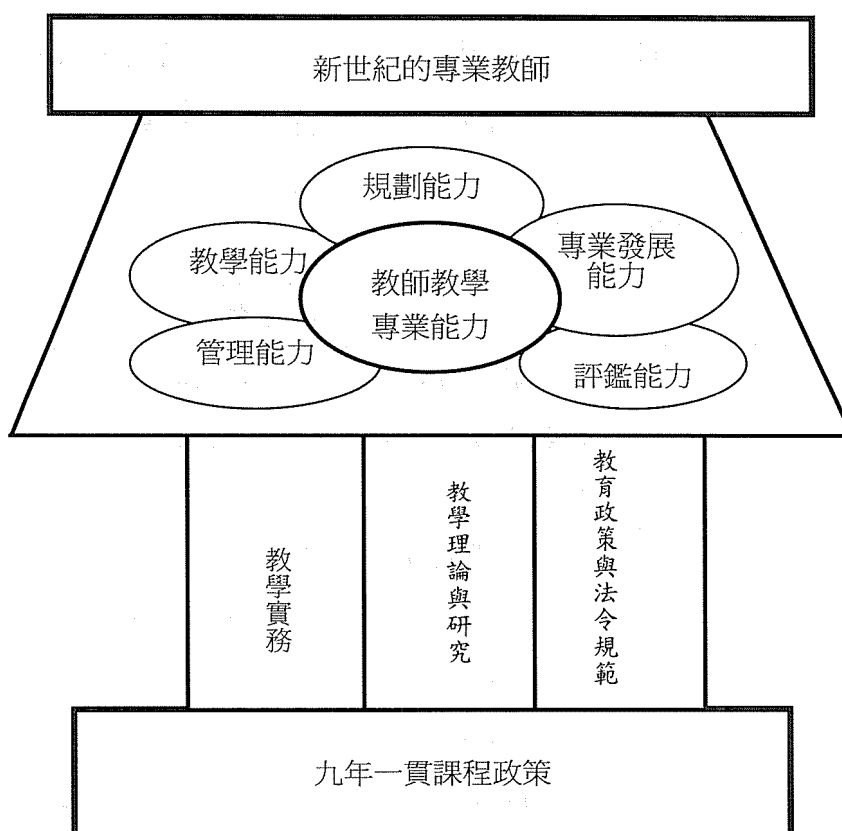 新世紀的專業教師
規劃能力
教學能力
專業發展
能力
教師教學
專業能力
管理能力
評鑑能力
教學實務
教學理論與研究
教育政策與法令規範
九年一貫課程政策